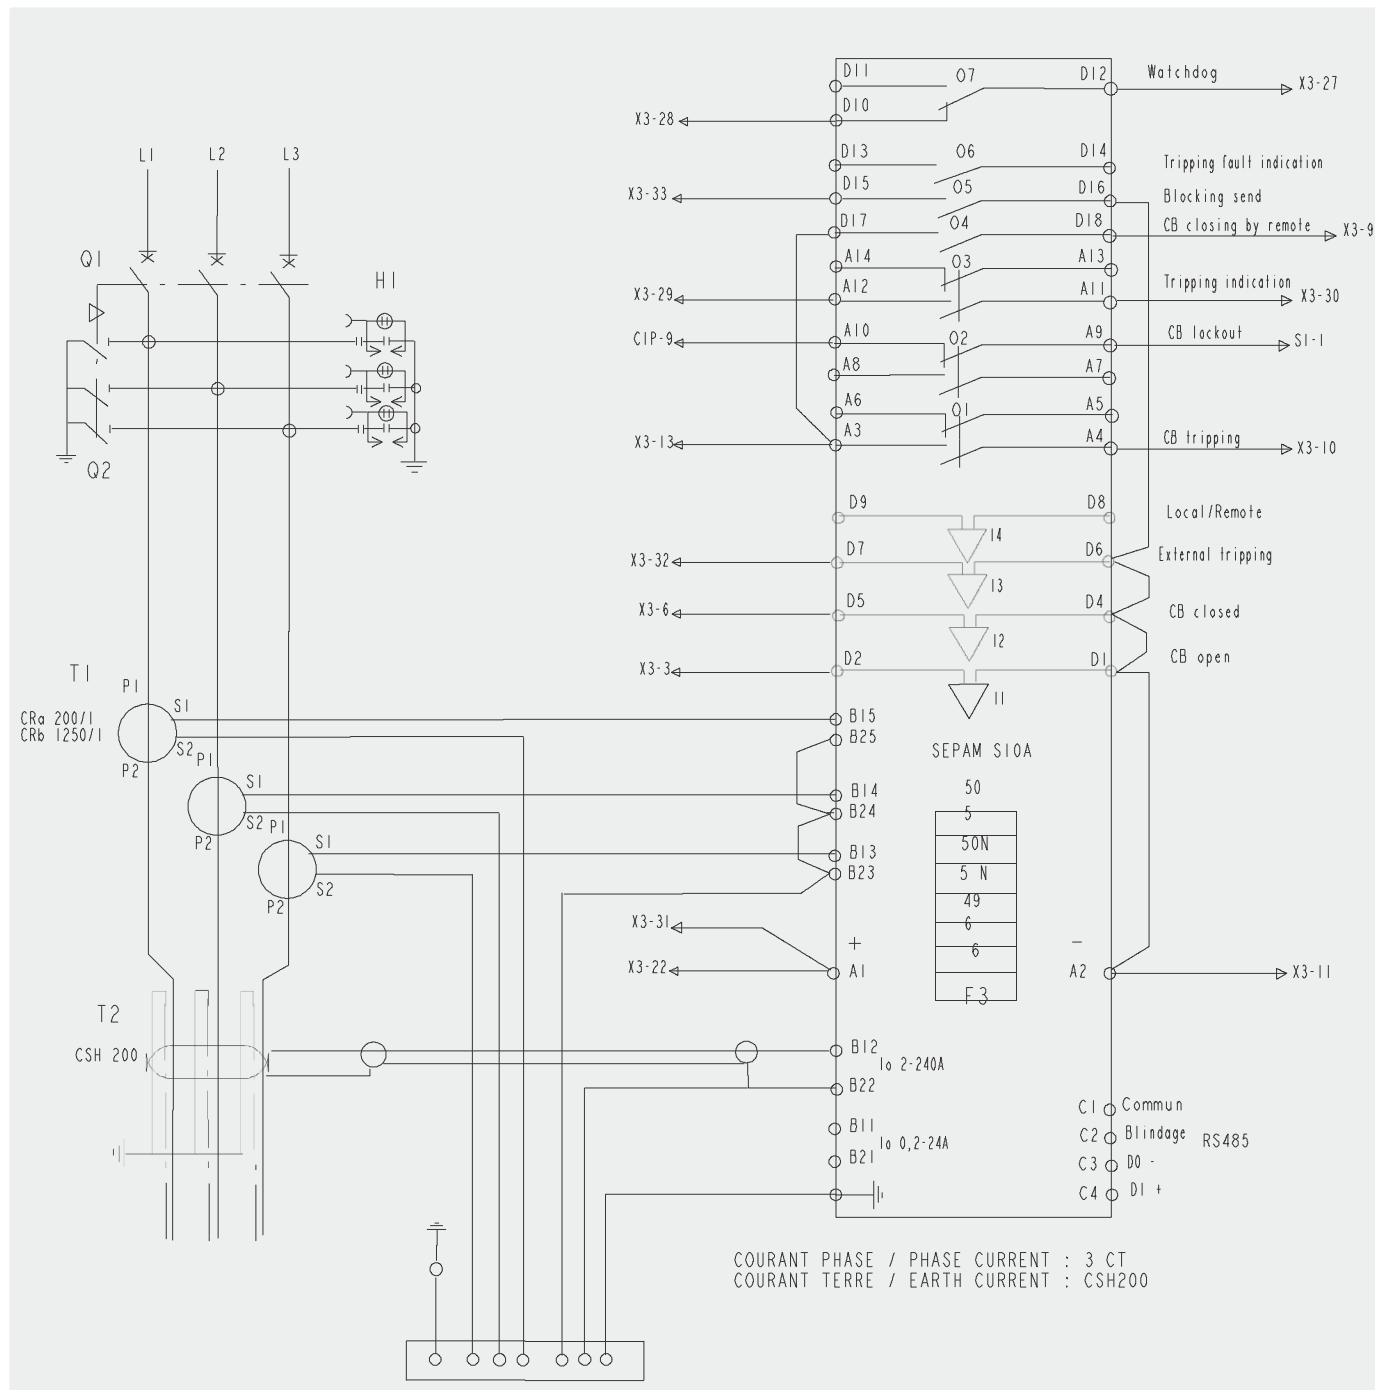 D11 O7 D12 Watchdog X3-27
X3-28 D10
L1 L2 L3
D13 O6 D14 Tripping fault indication
X3-33 D15 O5 D16 Blocking send
D17 O4 D18 CB closing by remote X3-9
Q1
A14 O3 A13
H1
X3-29 A12 A11 Tripping indication X3-30
CIP-9 A10 O2 A9 CB lockout S1-1
A8 A7
A6 O1 A5
X3-13 A3 A4 CB tripping X3-10
Q2
D9 D8 Local/Remote
I4
X3-32 D7 D6 External tripping
I3
X3-6 D5 D4 CB closed
I2
X3-3 D2 D1 CB open
I1
T1
P1
S1
CRa 200/1
CRb 1250/1
S2
P2
B15
B25
SEPAM S10A
P1
S1
S2
P2
B14
B24
50
5
P1
S1
S2
P2
B13
B23
50N
5 N
49
6
6
F3
X3-31
+ -
X3-22 A1 A2 X3-11
T2
CSH 200
B12
Io 2-240A
B22
B11
Io 0,2-24A
B21
C1 Commun
C2 Blindage
RS485
C3 D0 -
C4 D1 +
COURANT PHASE / PHASE CURRENT : 3 CT
COURANT TERRE / EARTH CURRENT : CSH200